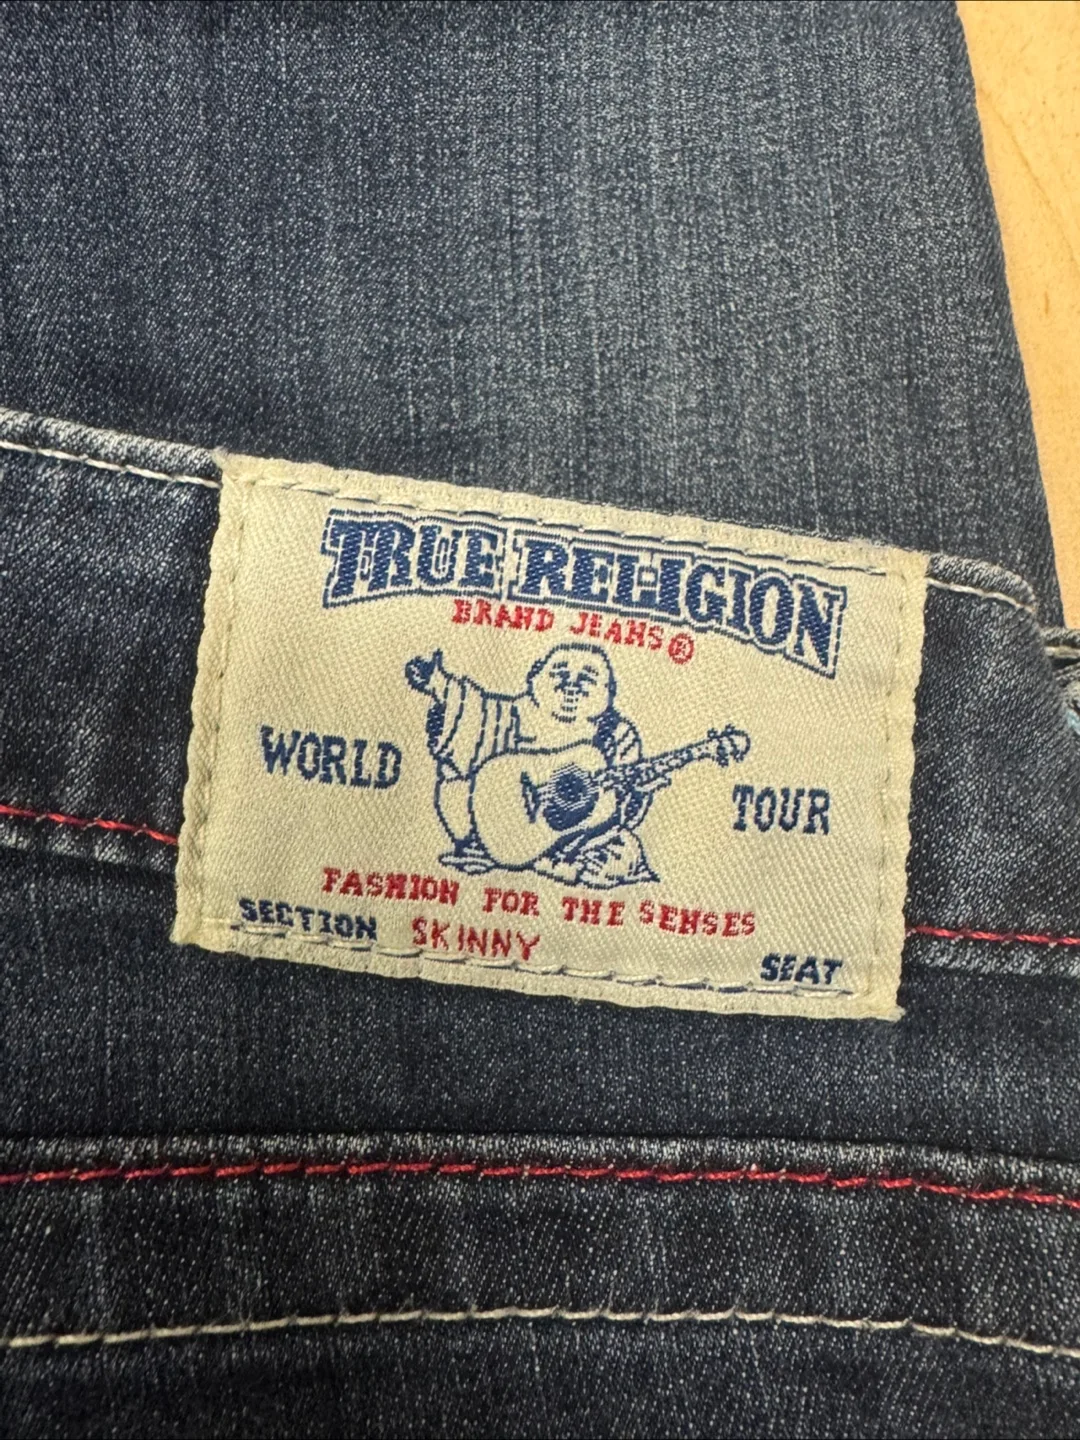 TRUE RELIGION
BRAND JEANS®
WORLD TOUR
FASHION FOR THE SENSES
SECTION SKINNY SEAT